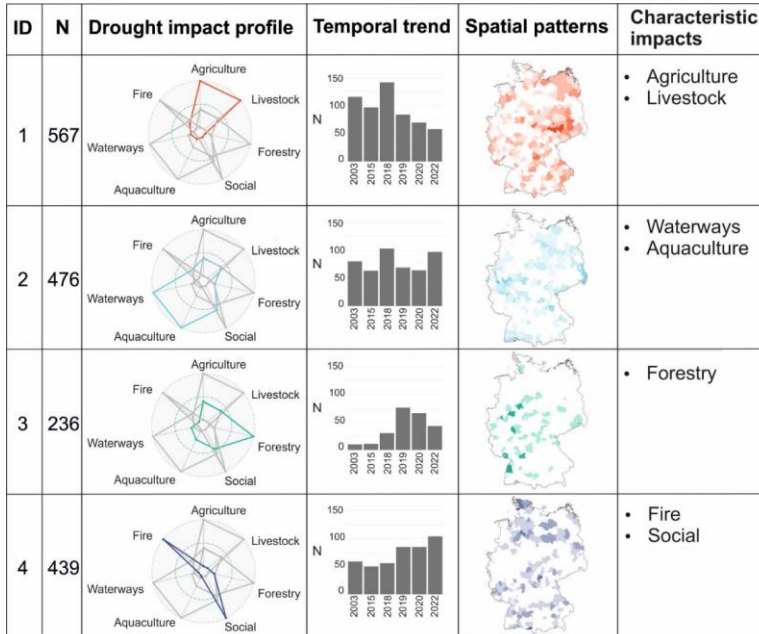 ID N Drought impact profile Temporal trend Spatial patterns Characteristic
impacts
1 567
Agriculture
Fire Livestock
Waterways Forestry
Aquaculture Social
150
100
N
50
0
2003 2015 2018 2019 2020 2022
• Agriculture
• Livestock
2 476
Agriculture
Fire Livestock
Waterways Forestry
Aquaculture Social
150
100
N
50
0
2003 2015 2018 2019 2020 2022
• Waterways
• Aquaculture
3 236
Agriculture
Fire Livestock
Waterways Forestry
Aquaculture Social
150
100
N
50
0
2003 2015 2018 2019 2020 2022
• Forestry
4 439
Agriculture
Fire Livestock
Waterways Forestry
Aquaculture Social
150
100
N
50
0
2003 2015 2018 2019 2020 2022
• Fire
• Social